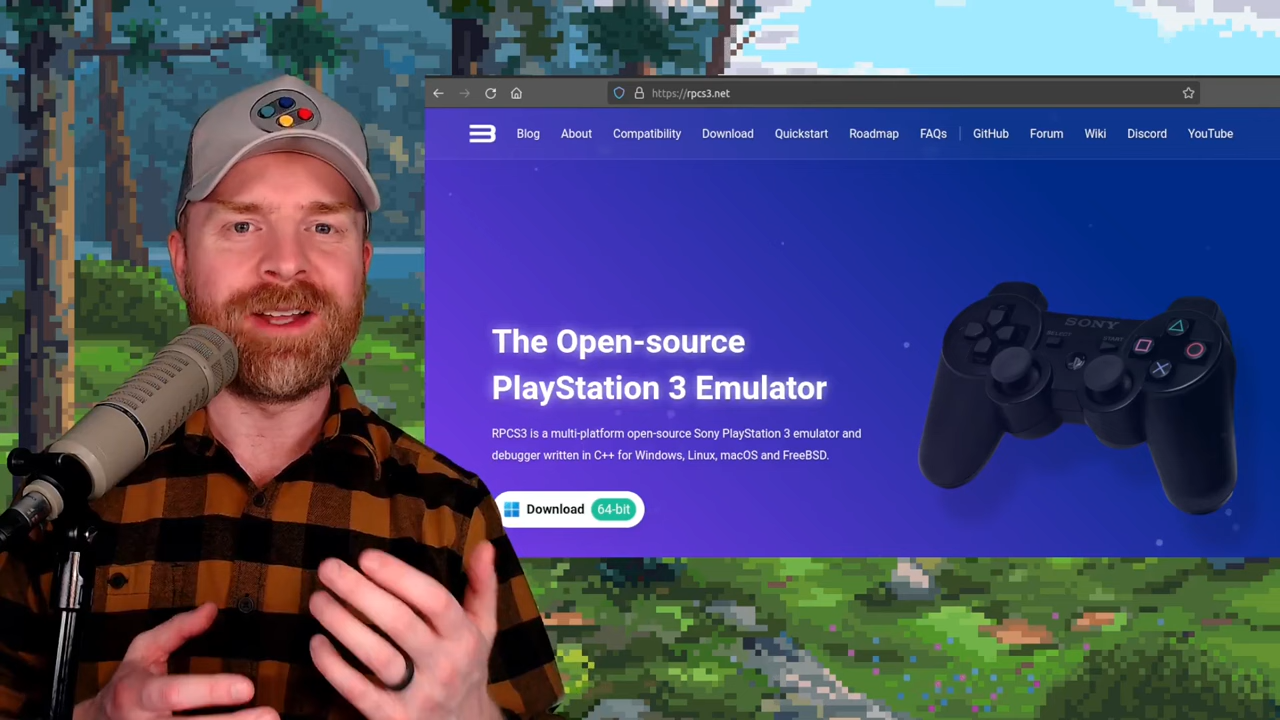 https://rpcs3.net
Blog About Compatibility Download Quickstart Roadmap FAQs GitHub Forum Wiki Discord YouTube
The Open-source
PlayStation 3 Emulator
RPCS3 is a multi-platform open-source Sony PlayStation 3 emulator and
debugger written in C++ for Windows, Linux, macOS and FreeBSD.
Download 64-bit
SONY
SELECT